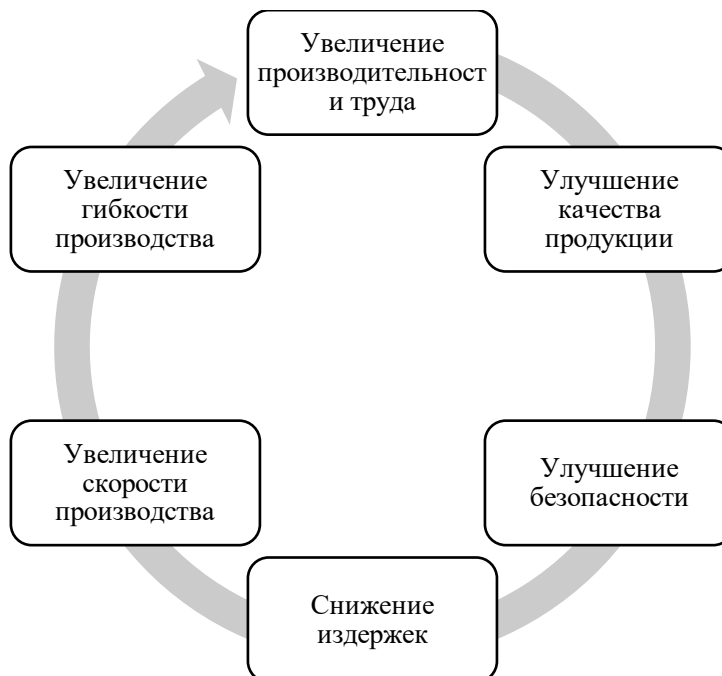 Увеличение
производительност
и труда
Улучшение
качества
продукции
Улучшение
безопасности
Снижение
издержек
Увеличение
скорости
производства
Увеличение
гибкости
производства